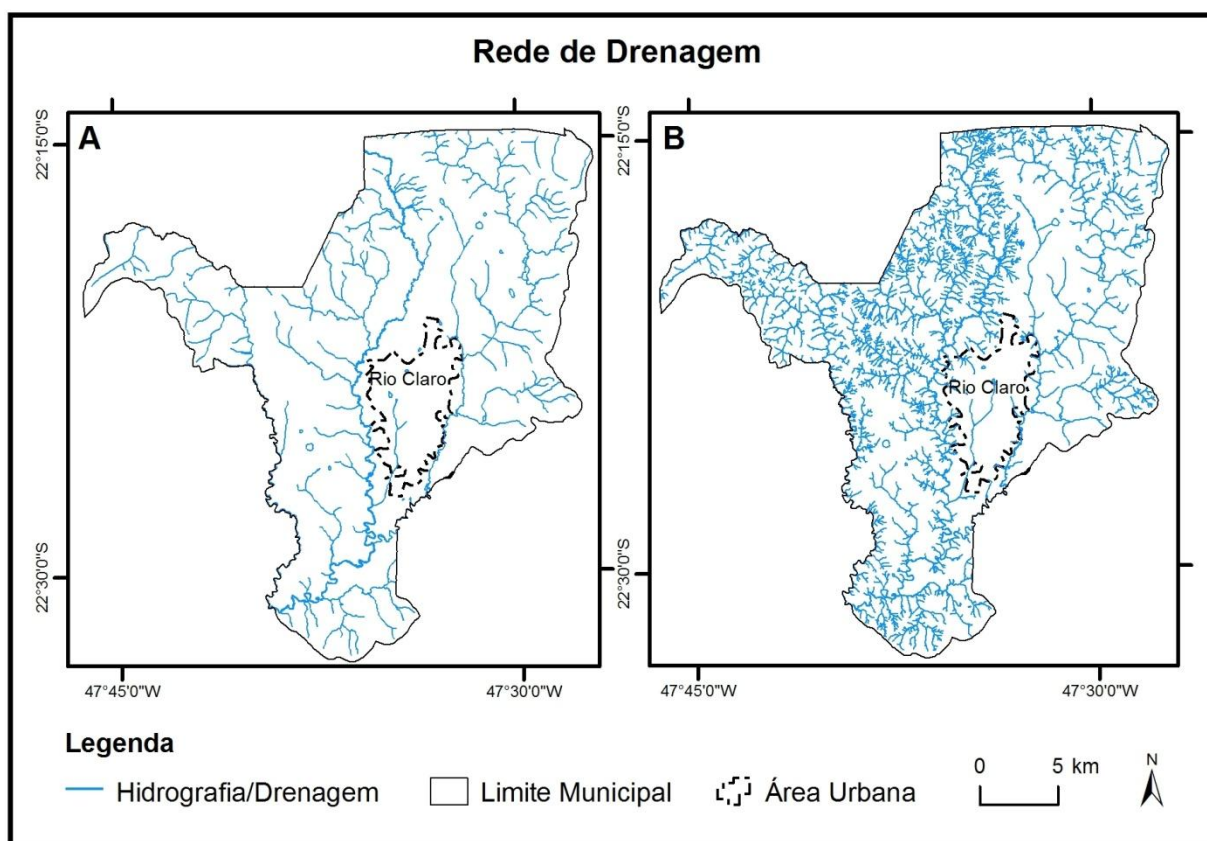 Rede de Drenagem
A
B
22°15'0"S
22°15'0"S
Rio Claro
Rio Claro
22°30'0"S
22°30'0"S
47°45'0"W
47°30'0"W
47°45'0"W
47°30'0"W
Legenda
Hidrografia/Drenagem
Limite Municipal
Área Urbana
0 5 km
N